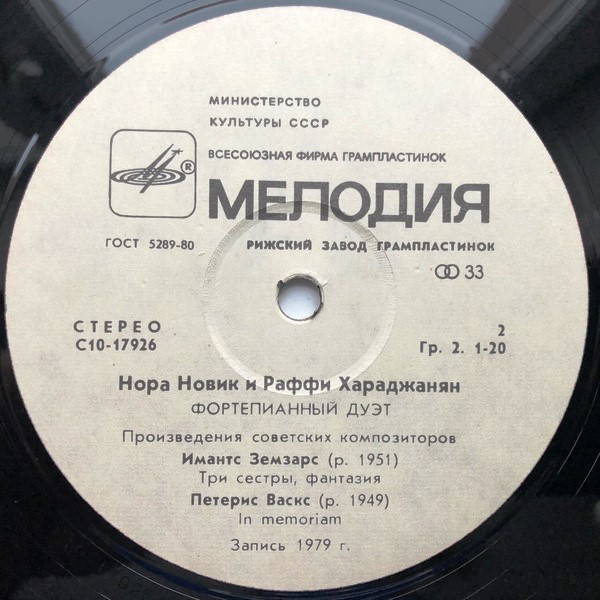 МИНИСТЕРСТВО
КУЛЬТУРЫ СССР
ВСЕСОЮЗНАЯ ФИРМА ГРАМПЛАСТИНОК
®
МЕЛОДИЯ
ГОСТ 5289-80
РИЖСКИЙ ЗАВОД ГРАМПЛАСТИНОК
33
СТЕРЕО
2
С10-17926
Гр. 2. 1-20
Нора Новик и Раффи Хараджанян
ФОРТЕПИАННЫЙ ДУЭТ
Произведения советских композиторов
Имантс Земзарс (р. 1951)
Три сестры, фантазия
Петерис Васкс (р. 1949)
In memoriam
Запись 1979 г.